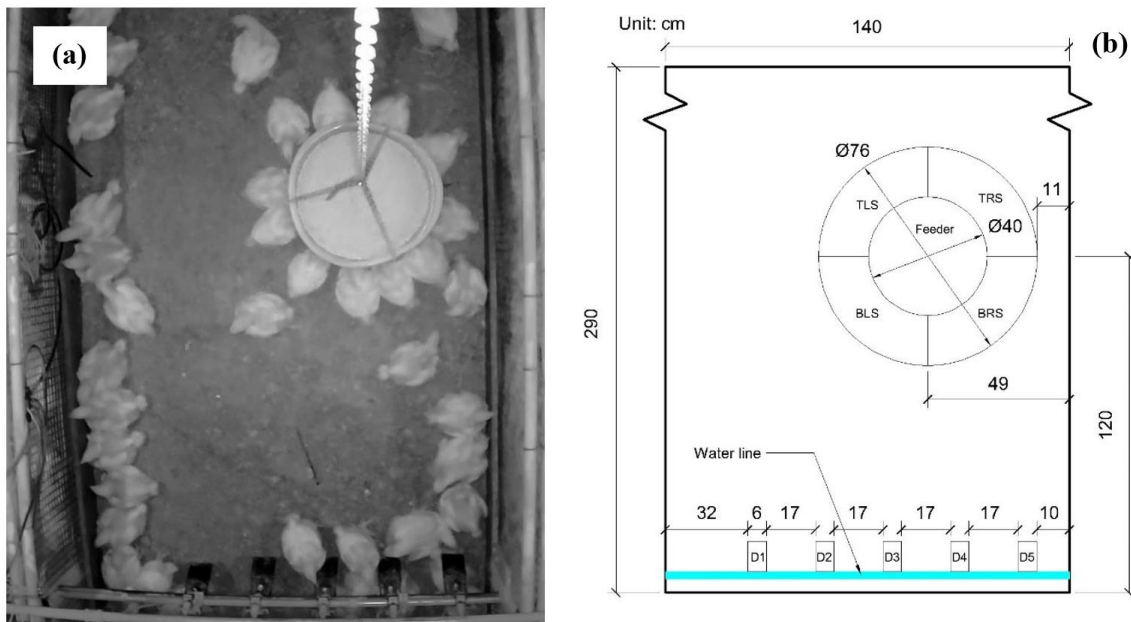 (a)
Unit: cm
140
(b)
Ø76
11
TLS
TRS
Feeder
Ø40
290
BLS
BRS
49
120
Water line
32 6 17 17 17 17 10
D1 D2 D3 D4 D5